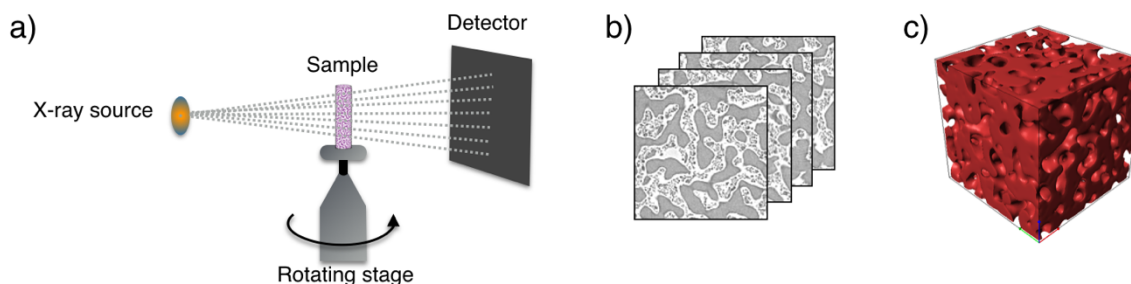 a)
Detector
Sample
X-ray source
Rotating stage
b)
c)